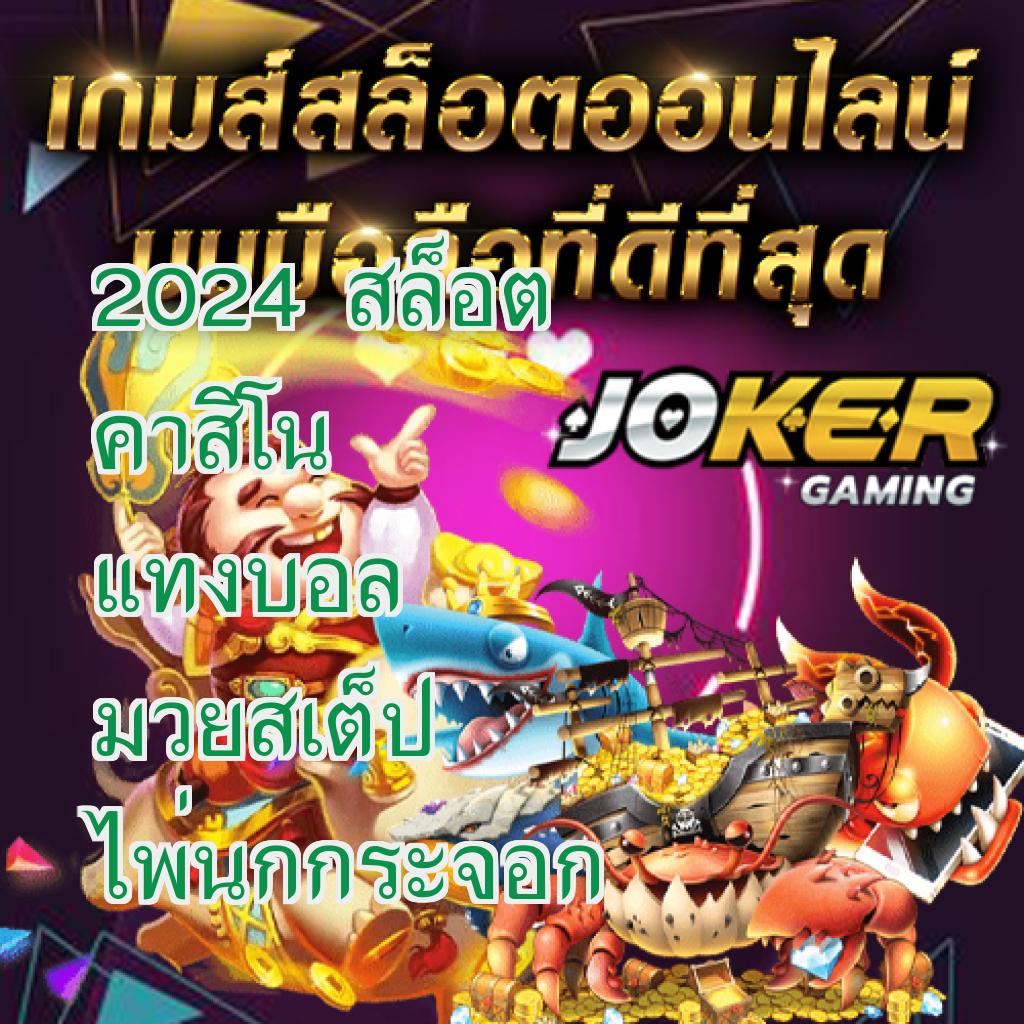 เกมส์สล็อตออนไลน์
บนมือถือที่ดีที่สุด
2024 สล็อต
คาสิโน
JOKER
GAMING
แทงบอล
มวยสเต็ป
ไพ่นกกระจอก